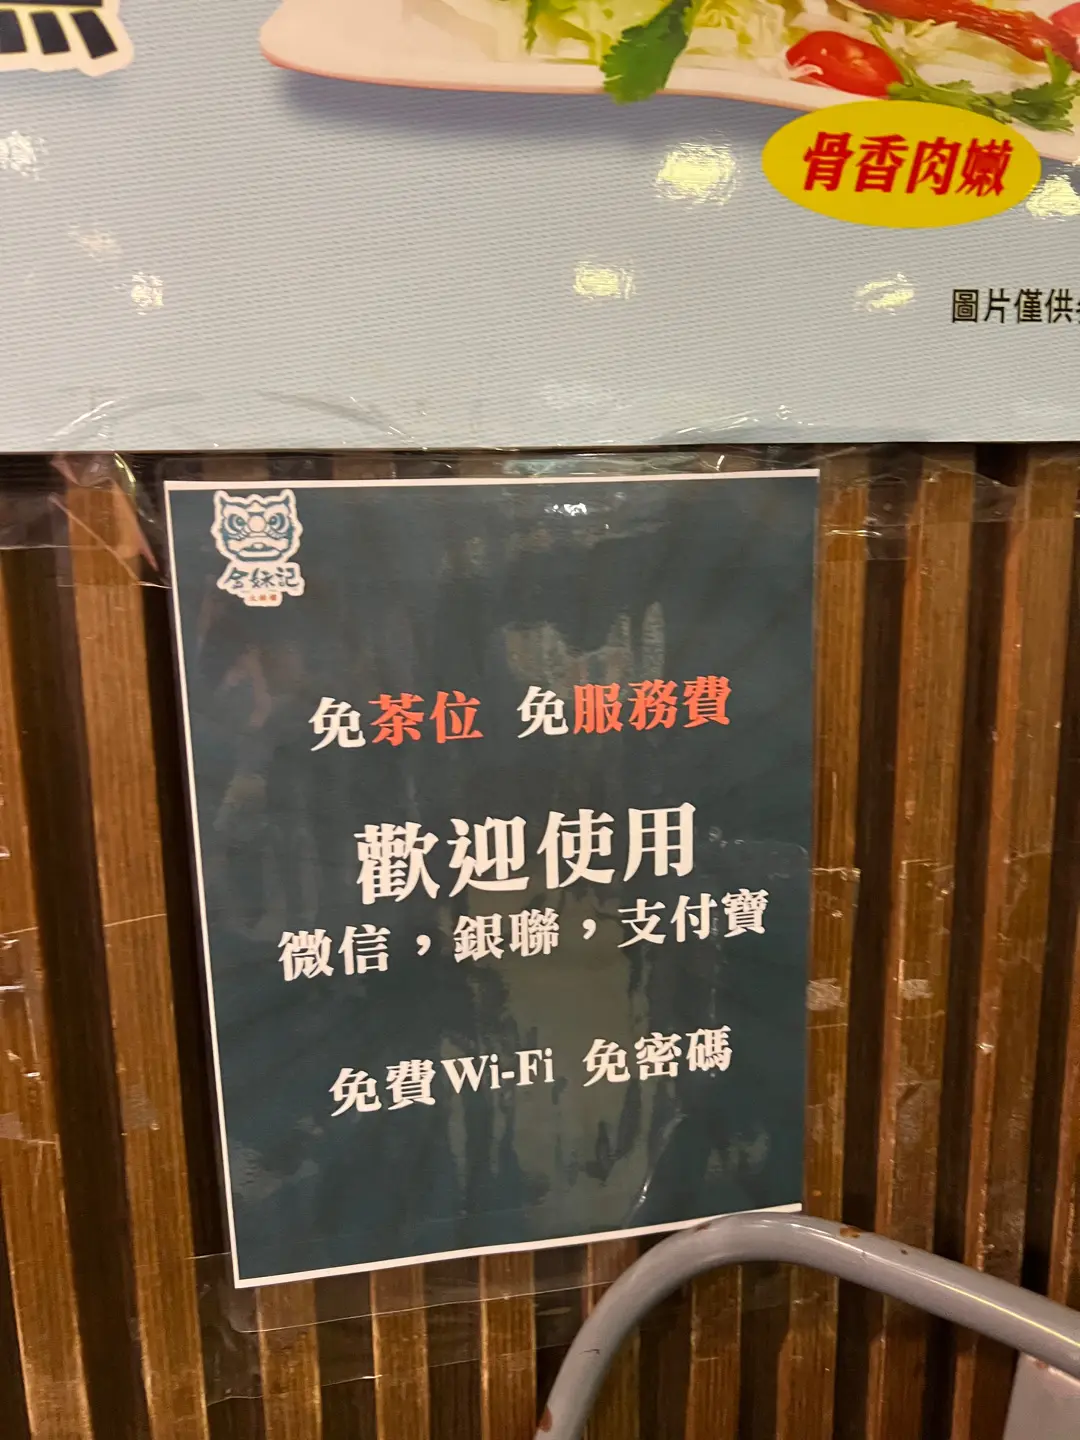 骨香肉嫩
圖片僅供
免茶位 免服務費
歡迎使用
微信，銀聯，支付寶
免費Wi-Fi 免密碼